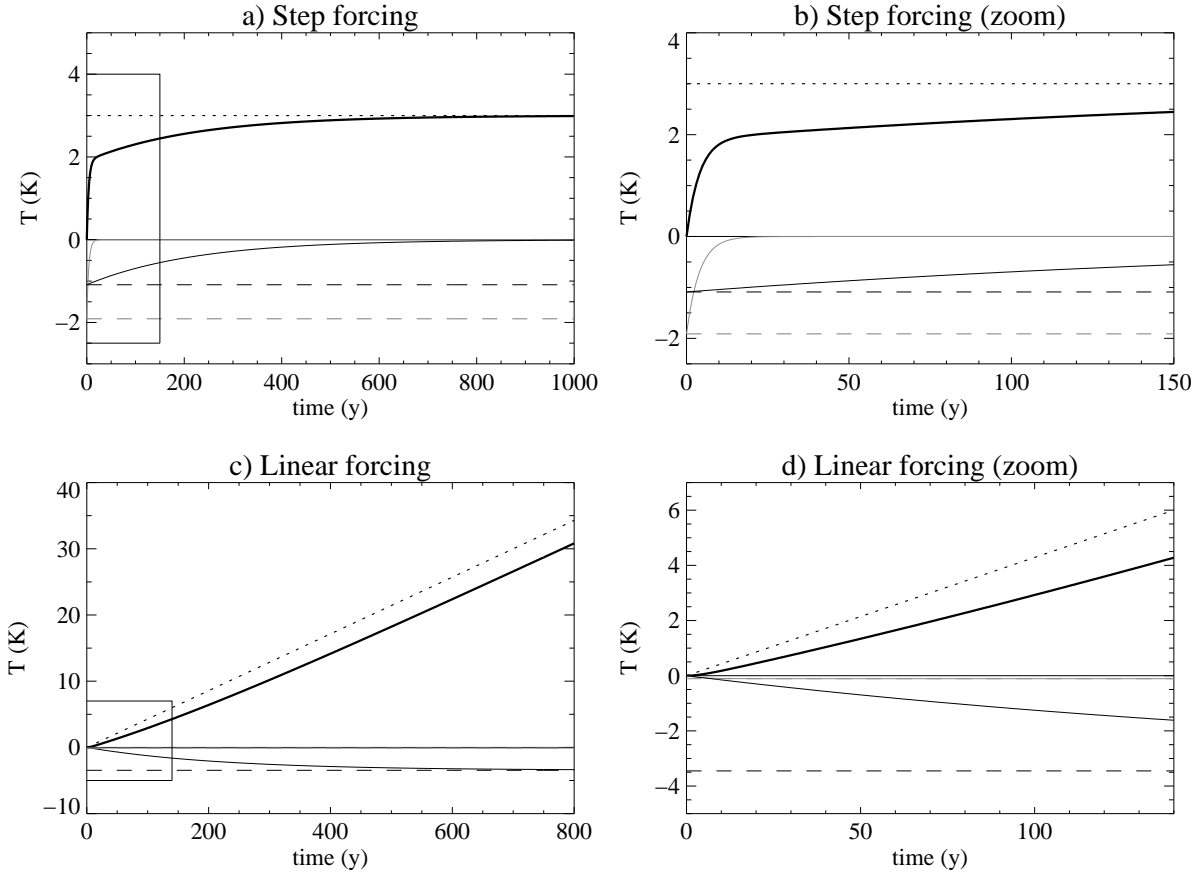 a) Step forcing
T (K)
4
2
0
−2
0 200 400 600 800 1000
time (y)
b) Step forcing (zoom)
T (K)
4
2
0
−2
0 50 100 150
time (y)
c) Linear forcing
T (K)
40
30
20
10
0
−10
0 200 400 600 800
time (y)
d) Linear forcing (zoom)
T (K)
6
4
2
0
−2
−4
0 50 100
time (y)